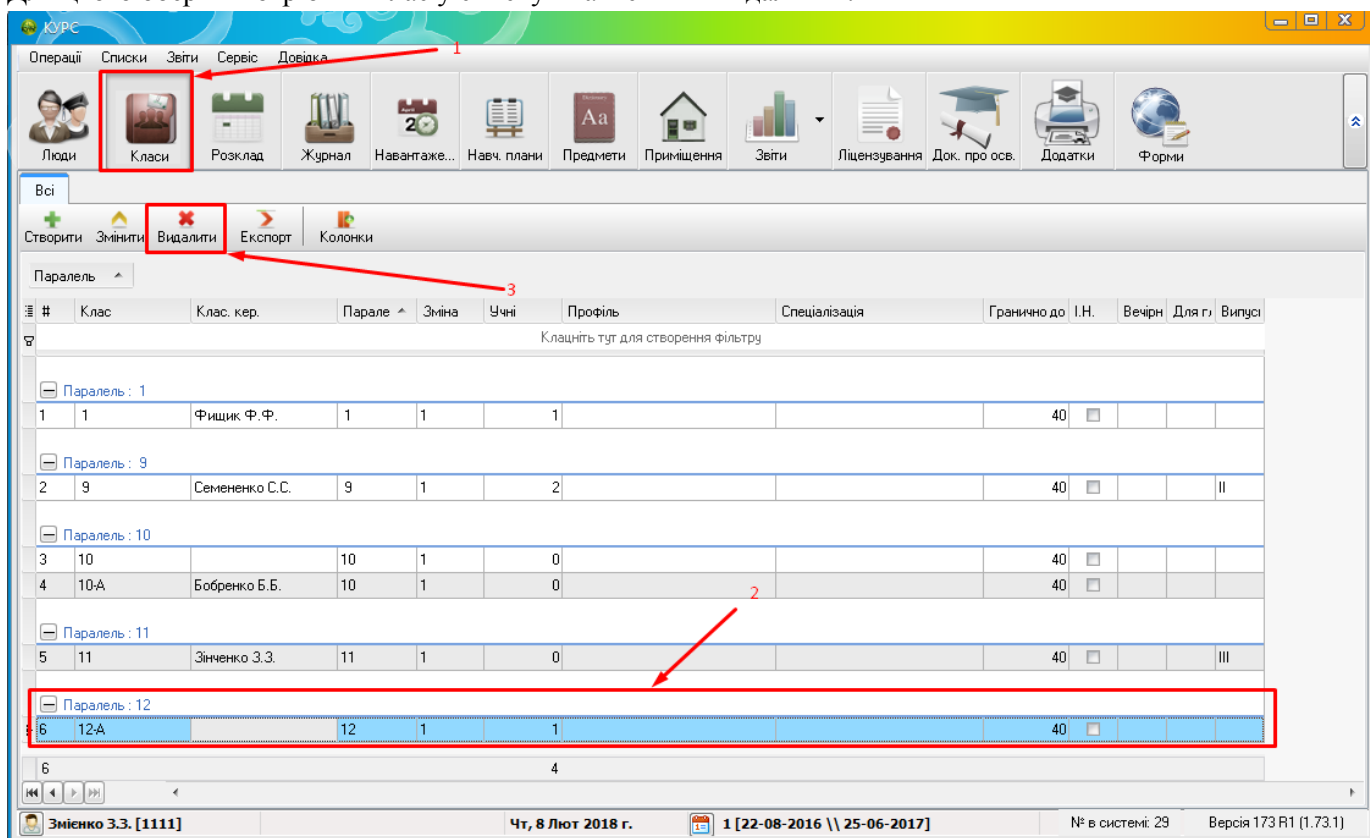 КУРС
Операції Списки Звіти Сервіс Довідка
1
Люди Класи Розклад Журнал Навантаже... Навч. плани Предмети Приміщення Звіти Ліцензування Док. про осв. Додатки Форми
Всі
Створити Змінити Видалити Експорт Колонки
Паралель
3
# Клас Клас. кер. Парале Зміна Учні Профіль Спеціалізація Гранично до І.Н. Вечірн Для г Випус
Клацніть тут для створення фільтру
Паралель : 1
1 1 Фищик Ф.Ф. 1 1 1 40
Паралель : 9
2 9 Семененко С.С. 9 1 2 40 II
Паралель : 10
3 10 10 1 0 40
4 10-А Бобренко Б.Б. 10 1 0 40
2
Паралель : 11
5 11 Зінченко З.З. 11 1 0 40 III
Паралель : 12
6 12-А 12 1 1 40
6 4
Змієнко З.З. [1111] Чт, 8 Лют 2018 г. 1 [22-08-2016 \\ 25-06-2017] № в системі: 29 Версія 173 R1 (1.73.1)